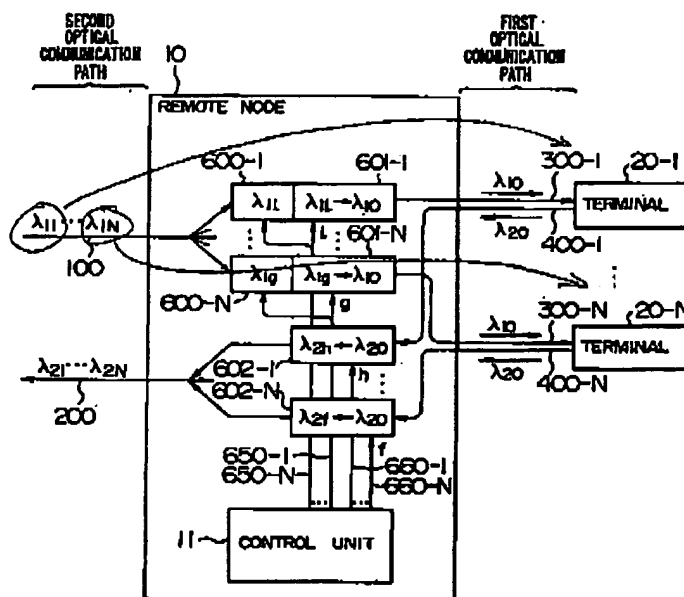 SECOND
OPTICAL
COMMUNICATION
PATH
FIRST
OPTICAL
COMMUNICATION
PATH
10
REMOTE NODE
600-1
601-1
300-1
20-1
λ1i
λ1i→λ10
λ10
TERMINAL
λ11 ⋯ λ1N
i
λ20
100
601-N
400-1
λ1g
λ1g→λ10
600-N
g
300-N
20-N
λ10
TERMINAL
λ2h←λ20
λ20
400-N
λ21⋯λ2N
602-1
h
200
602-N
λ2f←λ20
650-1
f
660-1
650-N
660-N
11
CONTROL UNIT